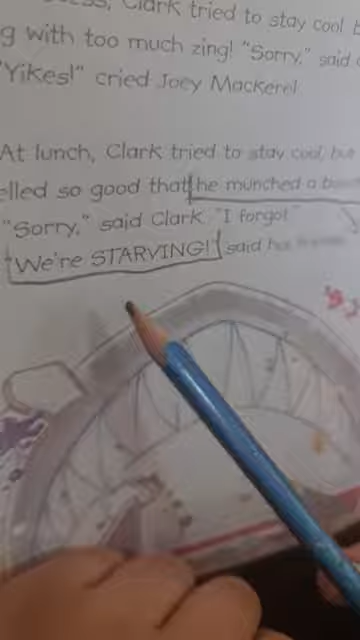 Clark tried to stay cool
g with too much zing! "Sorry," said
"Yikes!" cried Joey Mackerel.
At lunch, Clark tried to stay cool, but
elled so good that he munched a
"Sorry," said Clark. "I forgot."
"We're STARVING!" said his